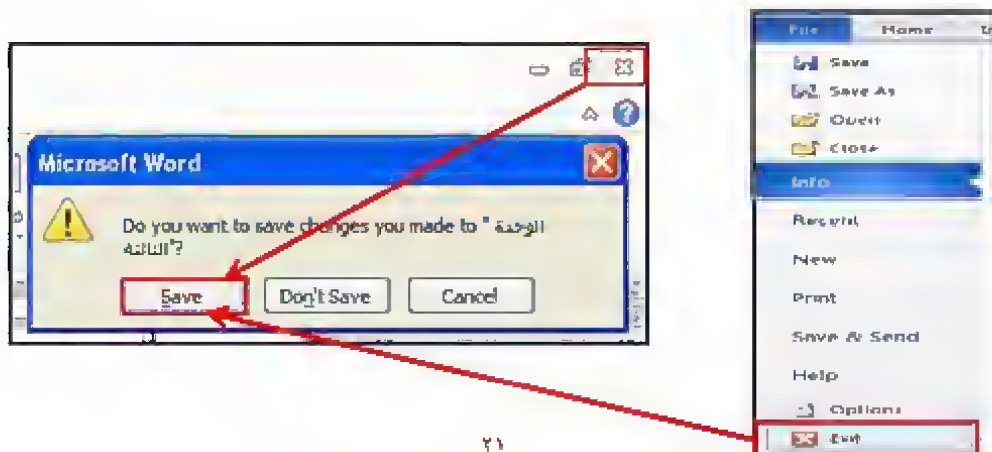 Microsoft Word
Do you want to save changes you made to "الوحدة
الثالثة"?
Save
Don't Save
Cancel
File Home
Save
Save As
Open
Close
Info
Recent
New
Print
Save & Send
Help
Options
Exit
٢١